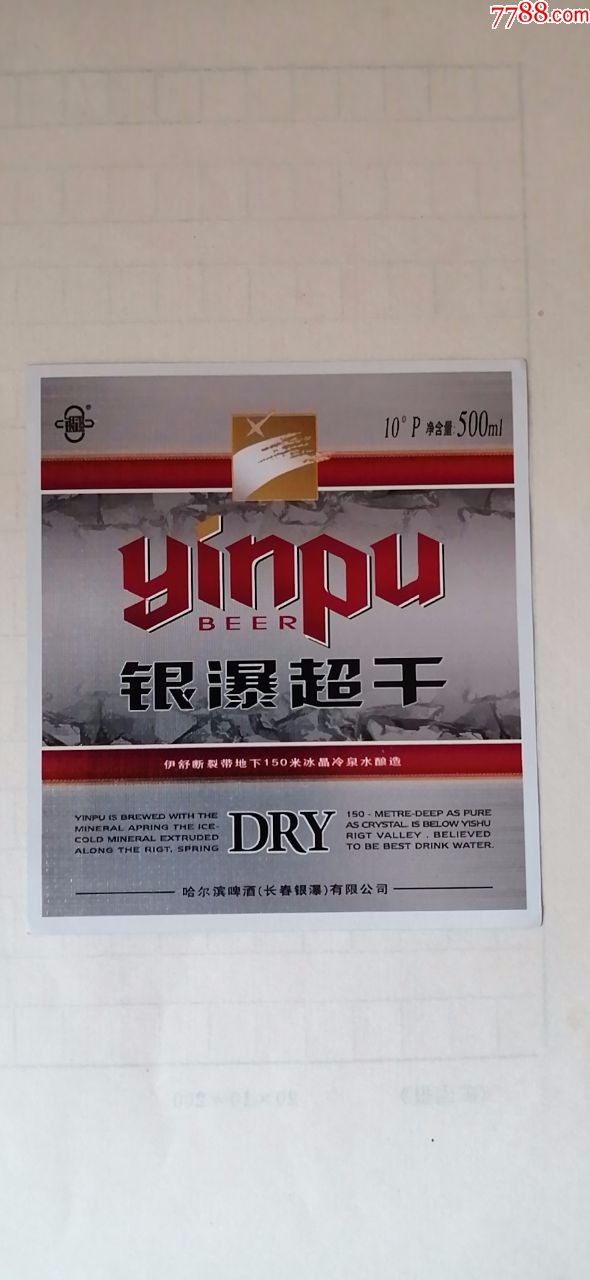 7788.com
10° P 净含量:500ml
yinpu
BEER
银瀑超干
伊舒断裂带地下150米冰晶冷泉水酿造
YINPU IS BREWED WITH THE
MINERAL APRING THE ICE-
COLD MINERAL EXTRUDED
ALONG THE RIGT, SPRING
DRY
150 - METRE-DEEP AS PURE
AS CRYSTAL. IS BELOW YISHU
RIGT VALLEY . BELIEVED
TO BE BEST DRINK WATER.
哈尔滨啤酒(长春银瀑)有限公司
20×10=200